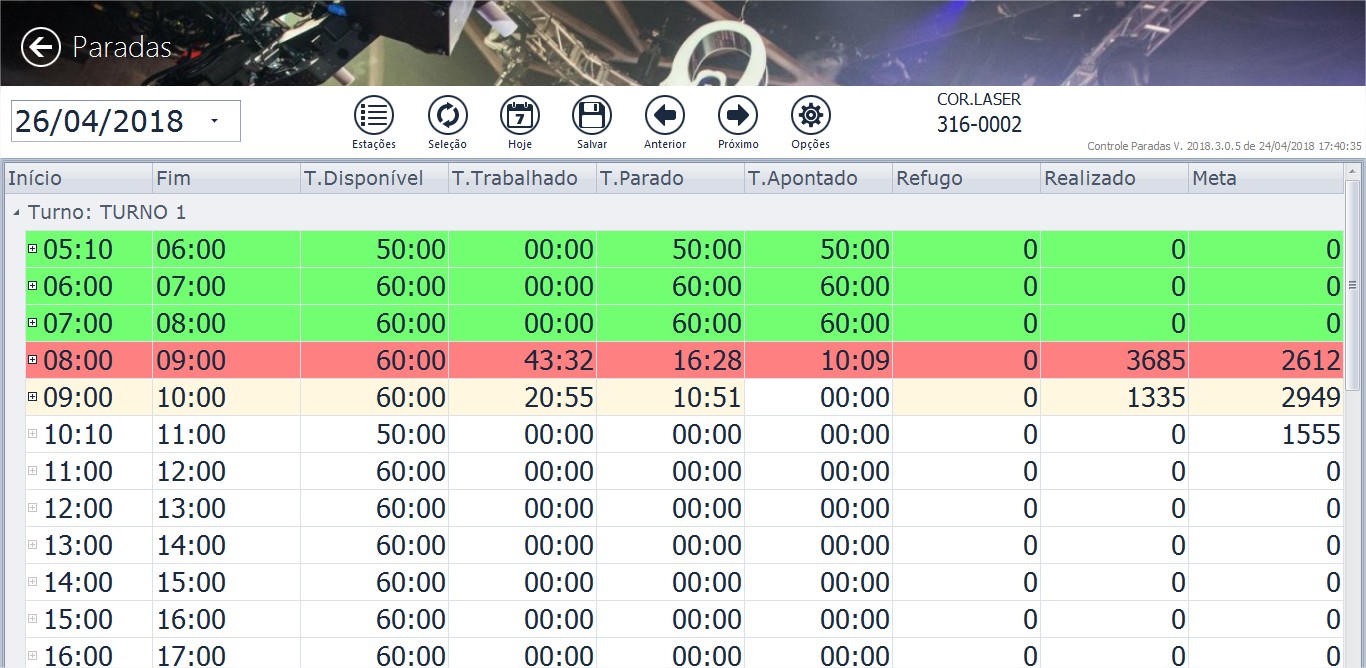 Paradas
26/04/2018
Estações Seleção Hoje Salvar Anterior Próximo Opções
7
COR.LASER
316-0002
Controle Paradas V. 2018.3.0.5 de 24/04/2018 17:40:35
Início Fim T.Disponível T.Trabalhado T.Parado T.Apontado Refugo Realizado Meta
Turno: TURNO 1
05:10 06:00 50:00 00:00 50:00 50:00 0 0 0
06:00 07:00 60:00 00:00 60:00 60:00 0 0 0
07:00 08:00 60:00 00:00 60:00 60:00 0 0 0
08:00 09:00 60:00 43:32 16:28 10:09 0 3685 2612
09:00 10:00 60:00 20:55 10:51 00:00 0 1335 2949
10:10 11:00 50:00 00:00 00:00 00:00 0 0 1555
11:00 12:00 60:00 00:00 00:00 00:00 0 0 0
12:00 13:00 60:00 00:00 00:00 00:00 0 0 0
13:00 14:00 60:00 00:00 00:00 00:00 0 0 0
14:00 15:00 60:00 00:00 00:00 00:00 0 0 0
15:00 16:00 60:00 00:00 00:00 00:00 0 0 0
16:00 17:00 60:00 00:00 00:00 00:00 0 0 0